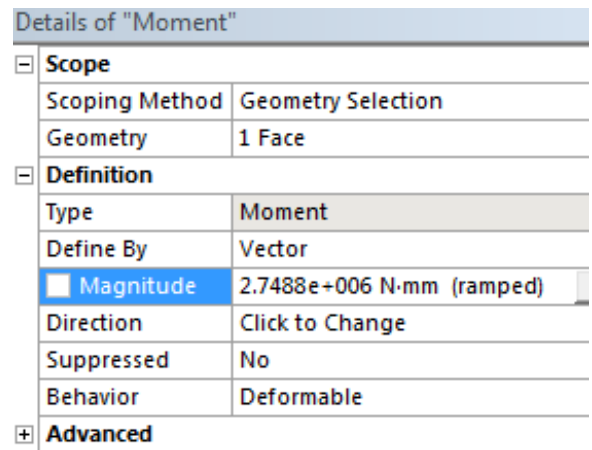 Details of "Moment"
Scope
Scoping Method Geometry Selection
Geometry 1 Face
Definition
Type Moment
Define By Vector
Magnitude 2.7488e+006 N·mm (ramped)
Direction Click to Change
Suppressed No
Behavior Deformable
Advanced